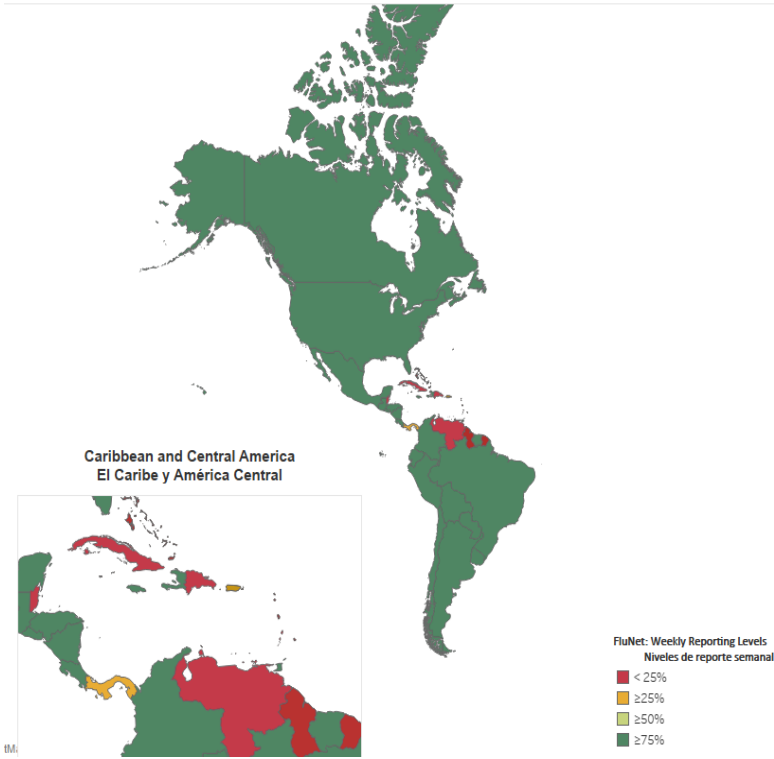 Caribbean and Central America
El Caribe y América Central
FluNet: Weekly Reporting Levels
Niveles de reporte semanal
< 25%
≥25%
≥50%
≥75%